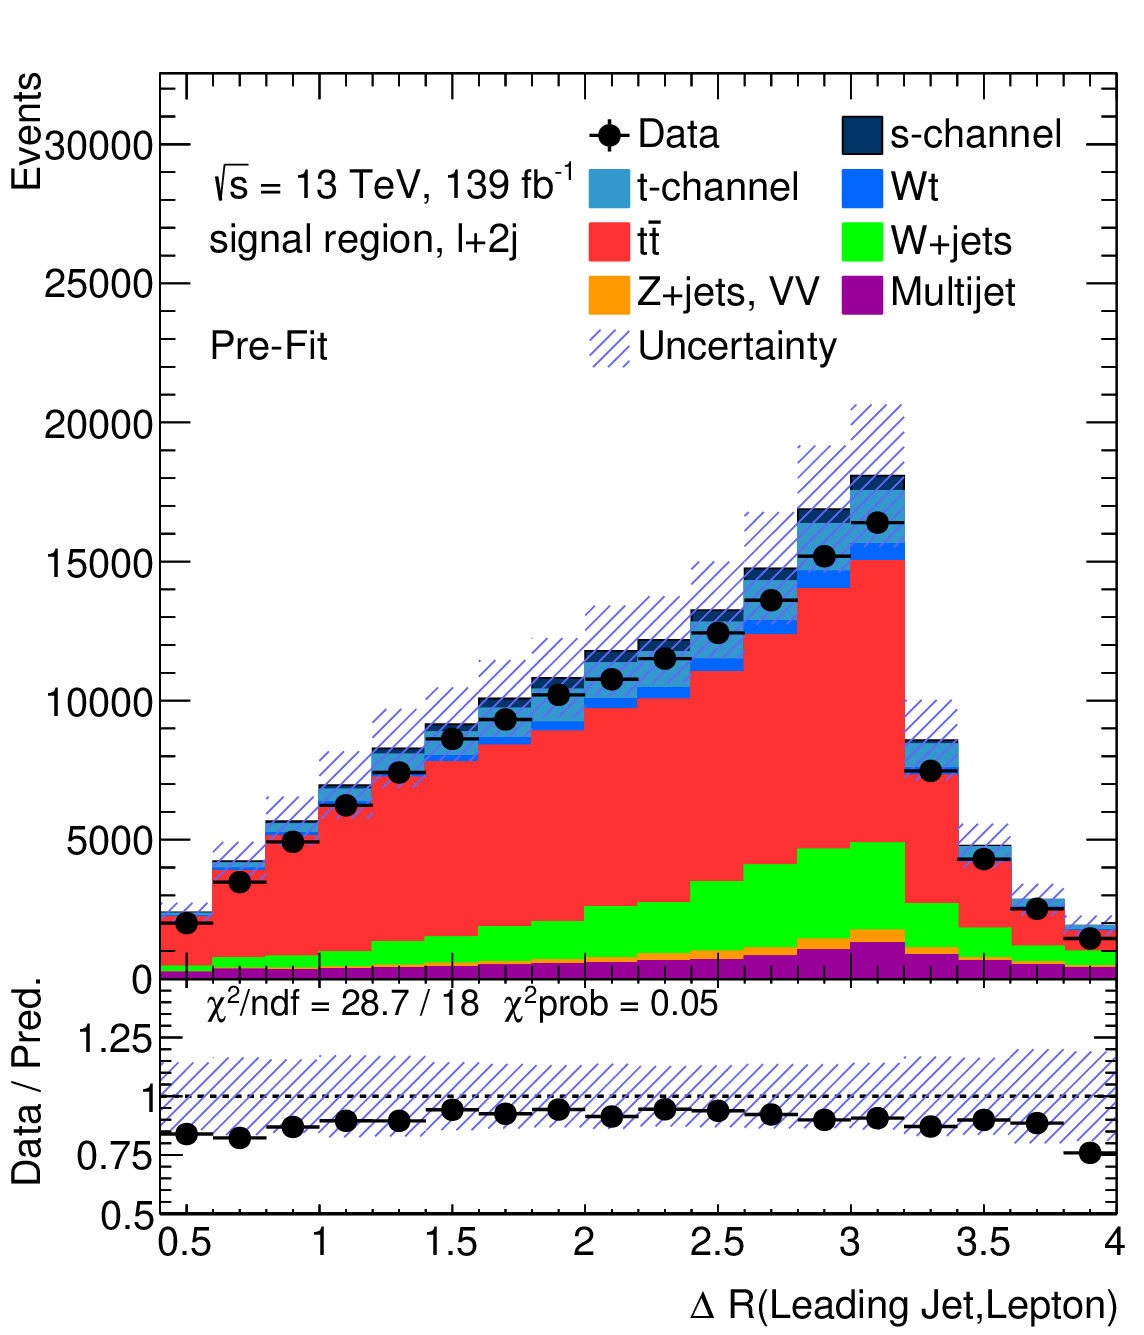 Events
30000
25000
20000
15000
10000
5000
0
√s = 13 TeV, 139 fb⁻¹
signal region, l+2j
Pre-Fit
Data
s-channel
t-channel
Wt
tt̄
W+jets
Z+jets, VV
Multijet
Uncertainty
Data / Pred.
χ²/ndf = 28.7 / 18 χ²prob = 0.05
1.25
1
0.75
0.5
0.5 1 1.5 2 2.5 3 3.5 4
Δ R(Leading Jet,Lepton)